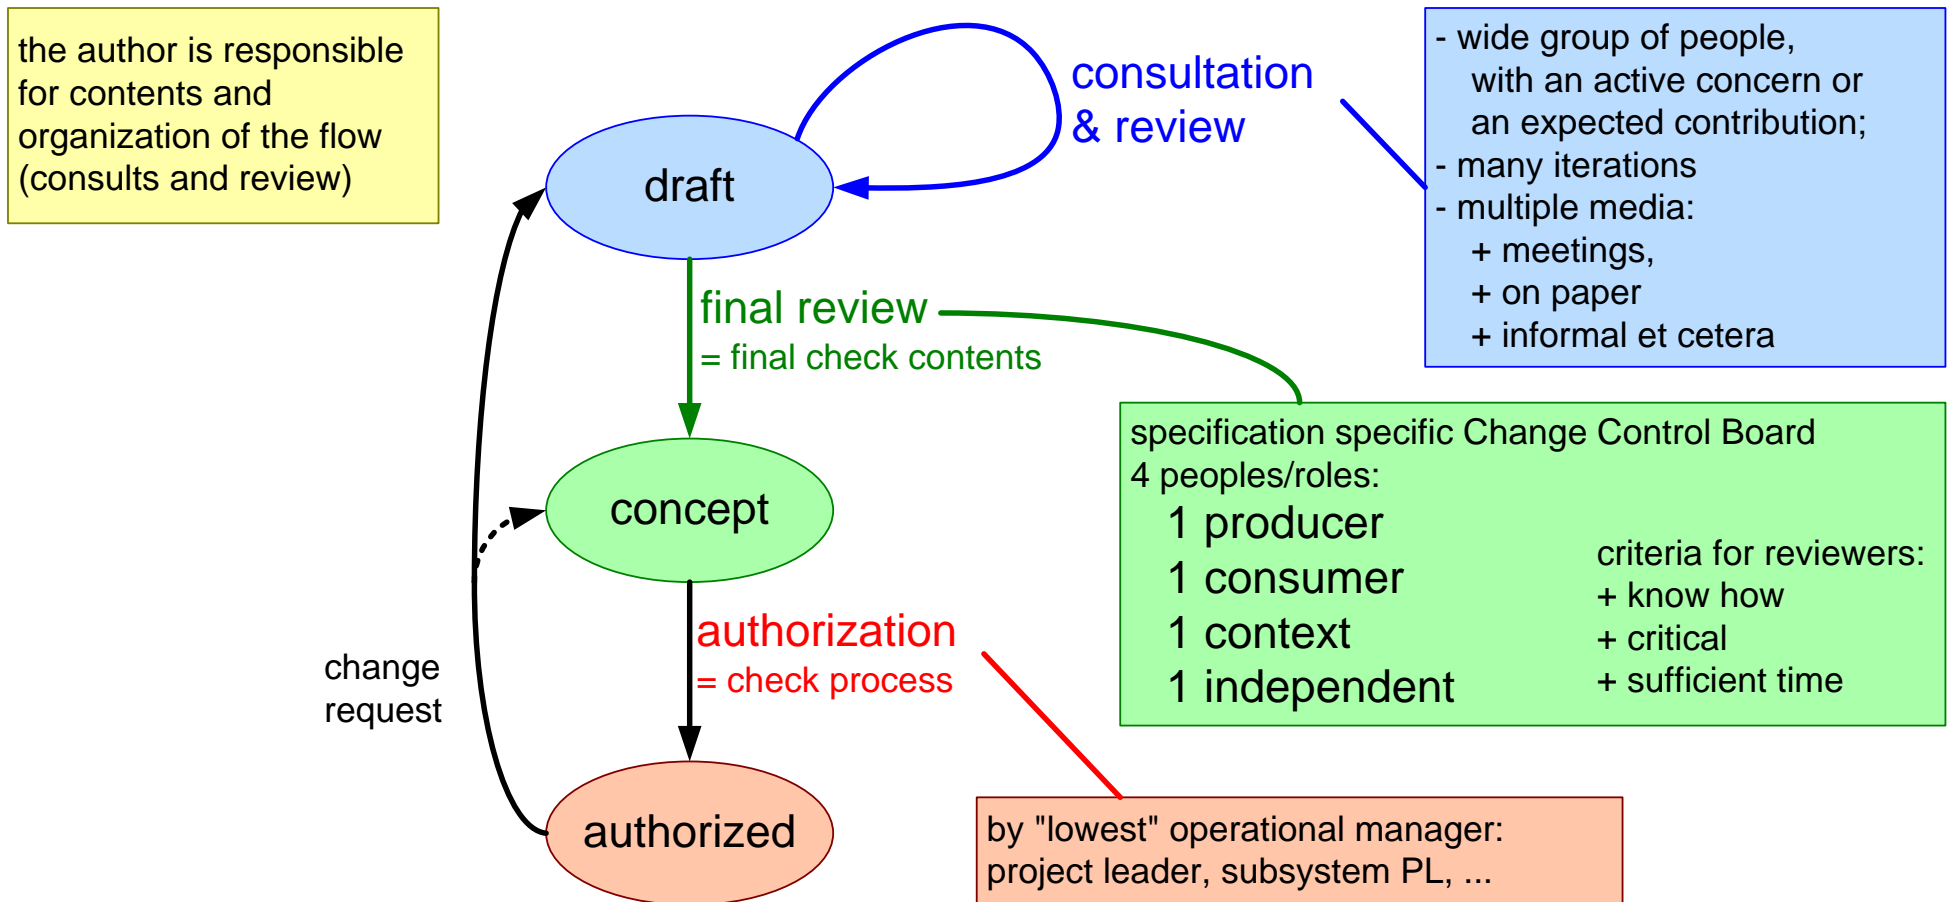 the author is responsible
for contents and
organization of the flow
(consults and review)
consultation
& review
- wide group of people,
with an active concern or
an expected contribution;
- many iterations
- multiple media:
+ meetings,
+ on paper
+ informal et cetera
draft
final review
= final check contents
specification specific Change Control Board
4 peoples/roles:
1 producer
1 consumer
1 context
1 independent
criteria for reviewers:
+ know how
+ critical
+ sufficient time
concept
authorization
= check process
change
request
authorized
by "lowest" operational manager:
project leader, subsystem PL, ...